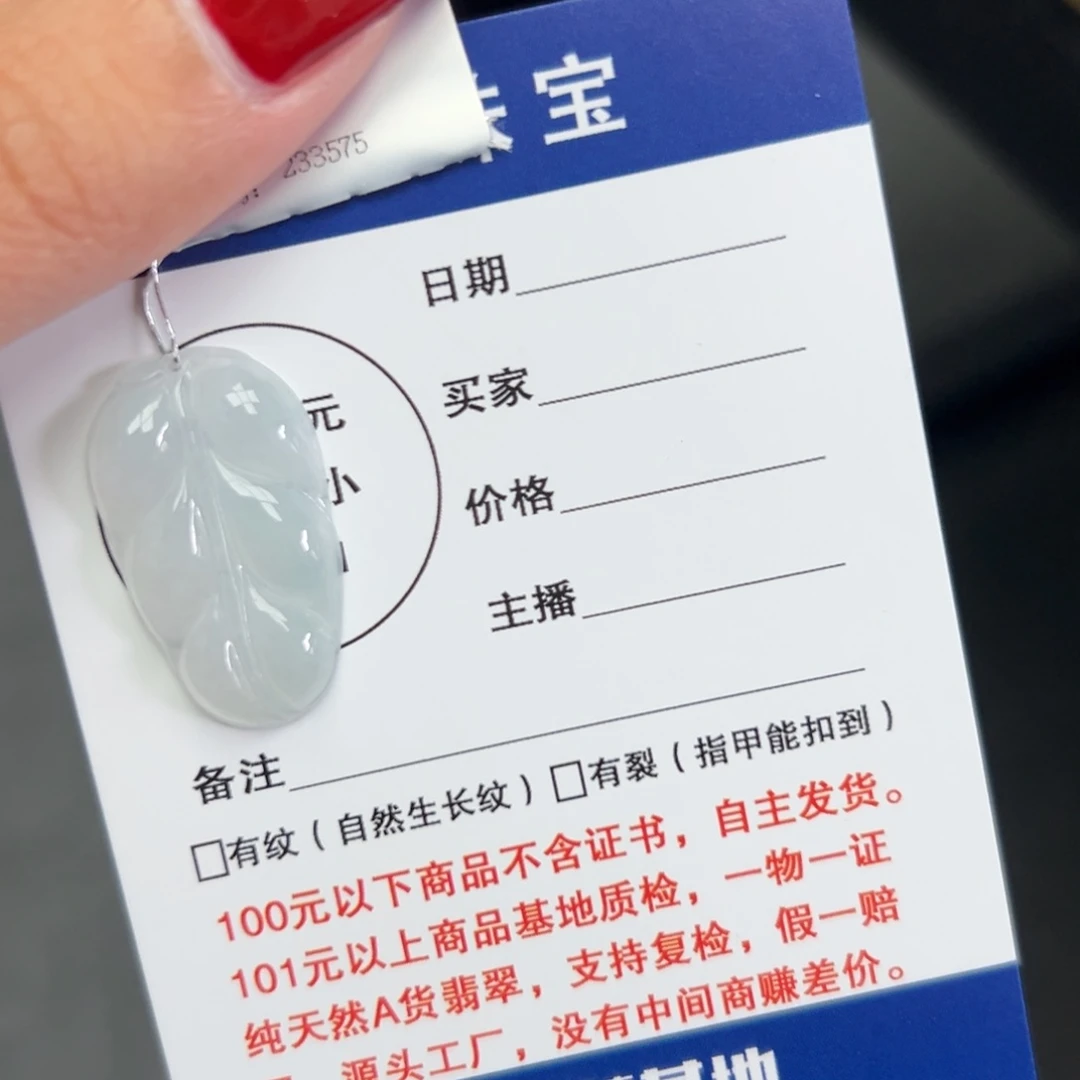 宝
233575
日期
元
买家
小
价格
主播
备注
□有纹（自然生长纹）□有裂（指甲能扣到）
100元以下商品不含证书，自主发货。
101元以上商品基地质检，一物一证
纯天然A货翡翠，支持复检，假一赔
源头工厂，没有中间商赚差价。
基地